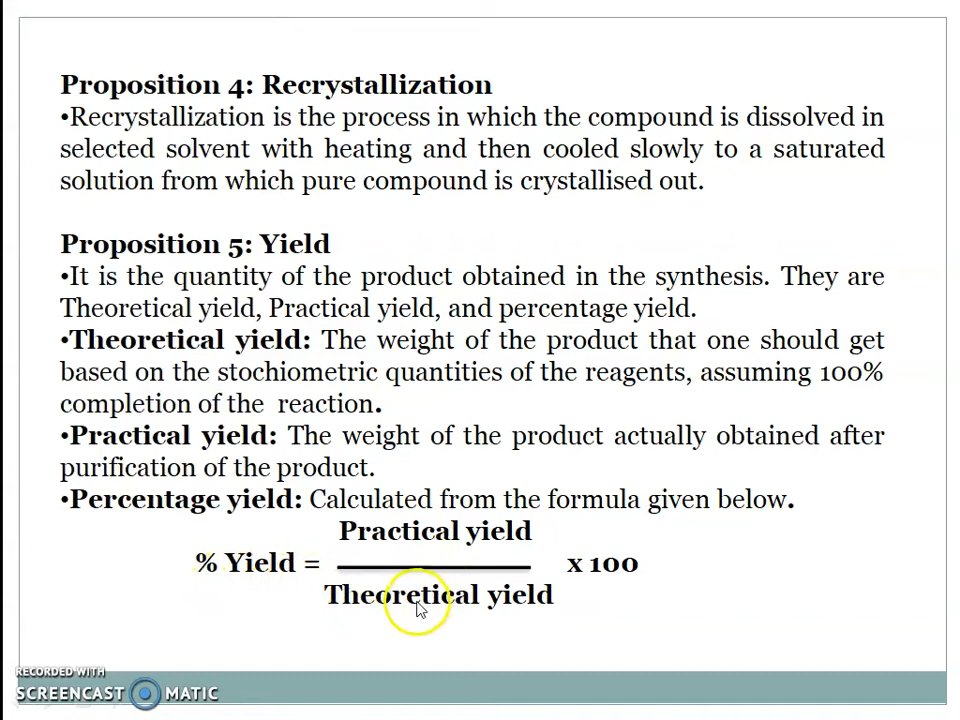 Proposition 4: Recrystallization
•Recrystallization is the process in which the compound is dissolved in
selected solvent with heating and then cooled slowly to a saturated
solution from which pure compound is crystallised out.
Proposition 5: Yield
•It is the quantity of the product obtained in the synthesis. They are
Theoretical yield, Practical yield, and percentage yield.
•Theoretical yield: The weight of the product that one should get
based on the stochiometric quantities of the reagents, assuming 100%
completion of the reaction.
•Practical yield: The weight of the product actually obtained after
purification of the product.
•Percentage yield: Calculated from the formula given below.
Practical yield
% Yield = x 100
Theoretical yield
RECORDED WITH
SCREENCAST MATIC